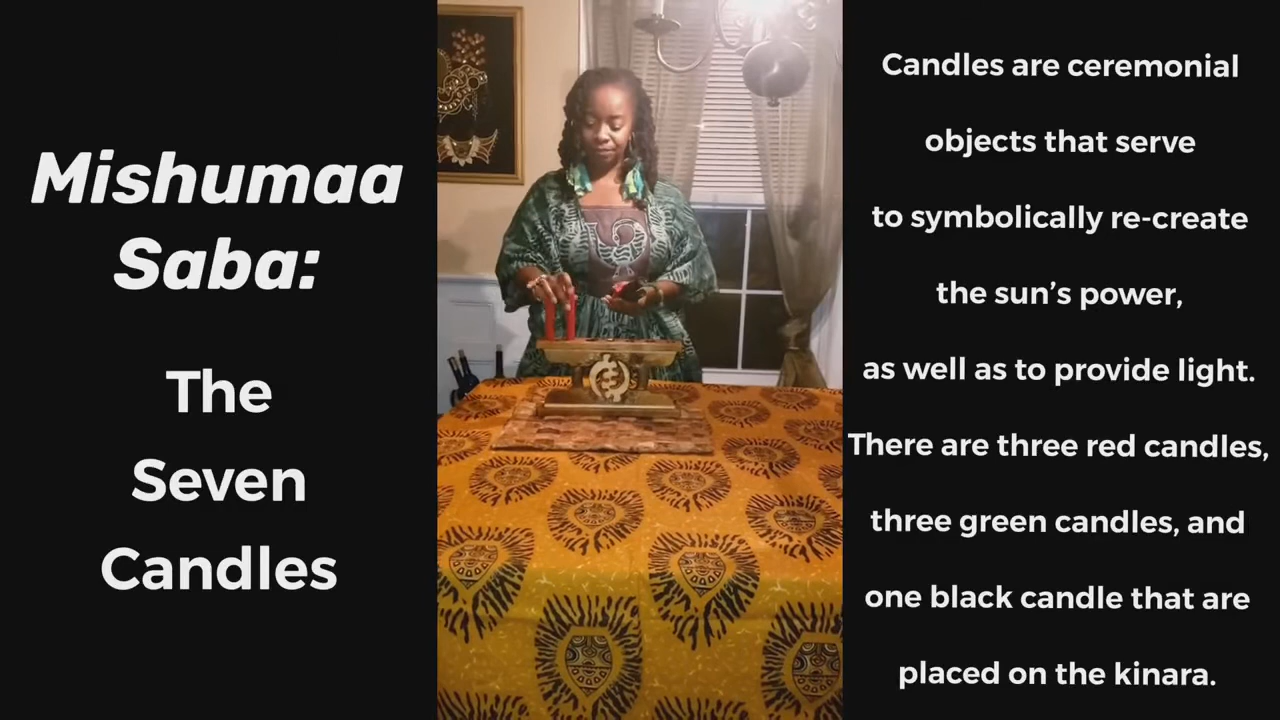 Mishumaa
Saba:
The
Seven
Candles
Candles are ceremonial
objects that serve
to symbolically re-create
the sun's power,
as well as to provide light.
There are three red candles,
three green candles, and
one black candle that are
placed on the kinara.